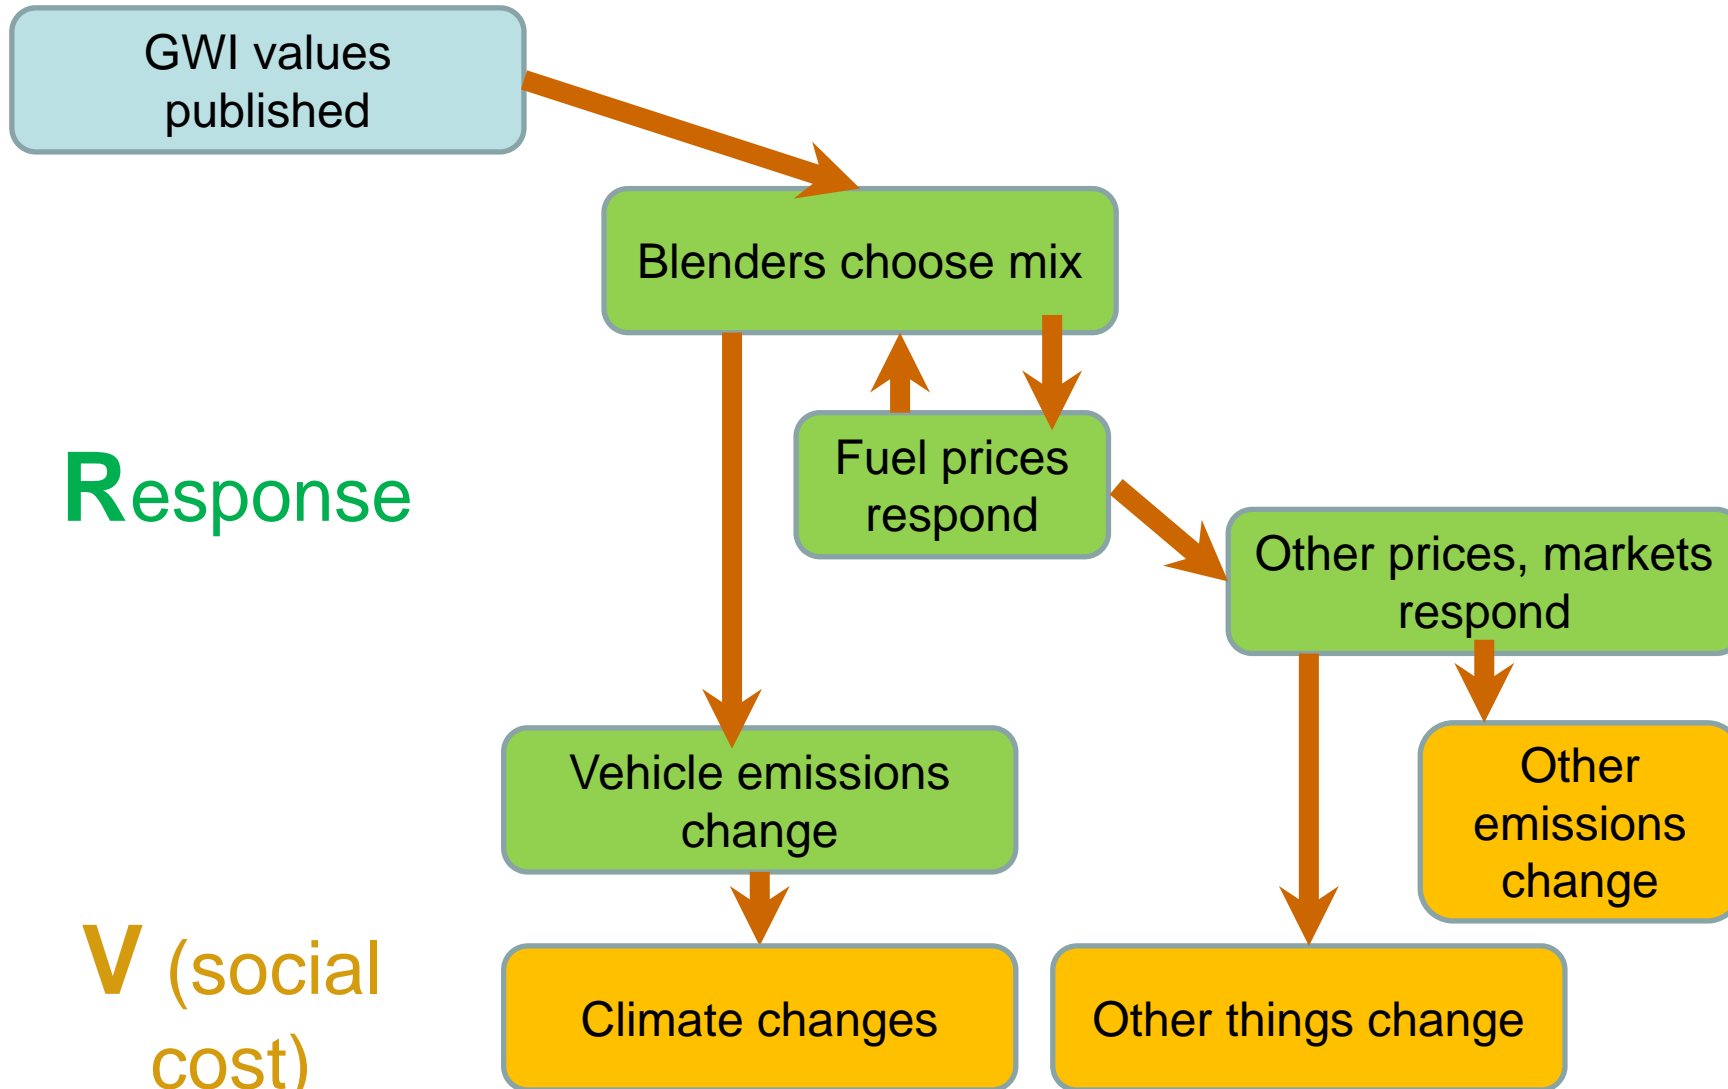 GWI values
published
Blenders choose mix
Fuel prices
respond
Response
Other prices, markets
respond
Vehicle emissions
change
Other
emissions
change
V (social
cost)
Climate changes
Other things change